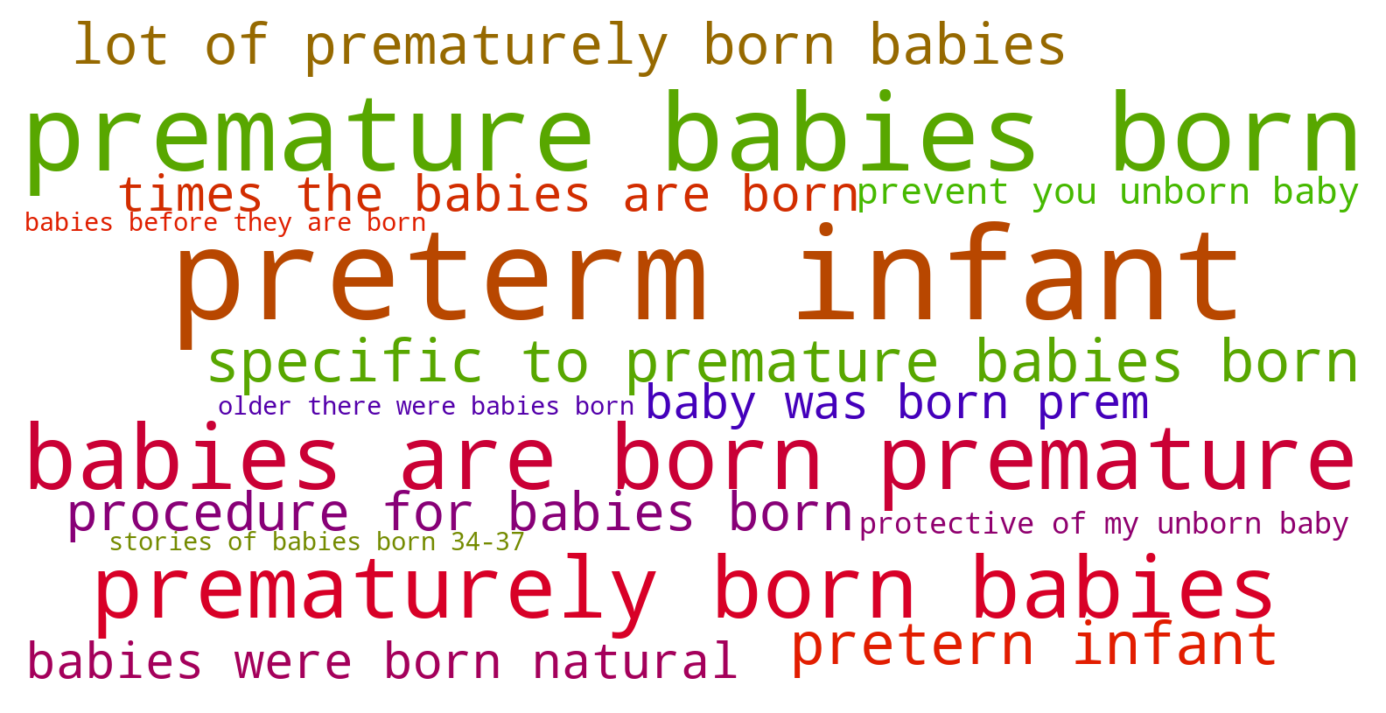 lot of prematurely born babies
premature babies born
times the babies are born
prevent you unborn baby
babies before they are born
preterm infant
specific to premature babies born
older there were babies born
baby was born prem
babies are born premature
procedure for babies born
protective of my unborn baby
stories of babies born 34-37
prematurely born babies
pretern infant
babies were born natural